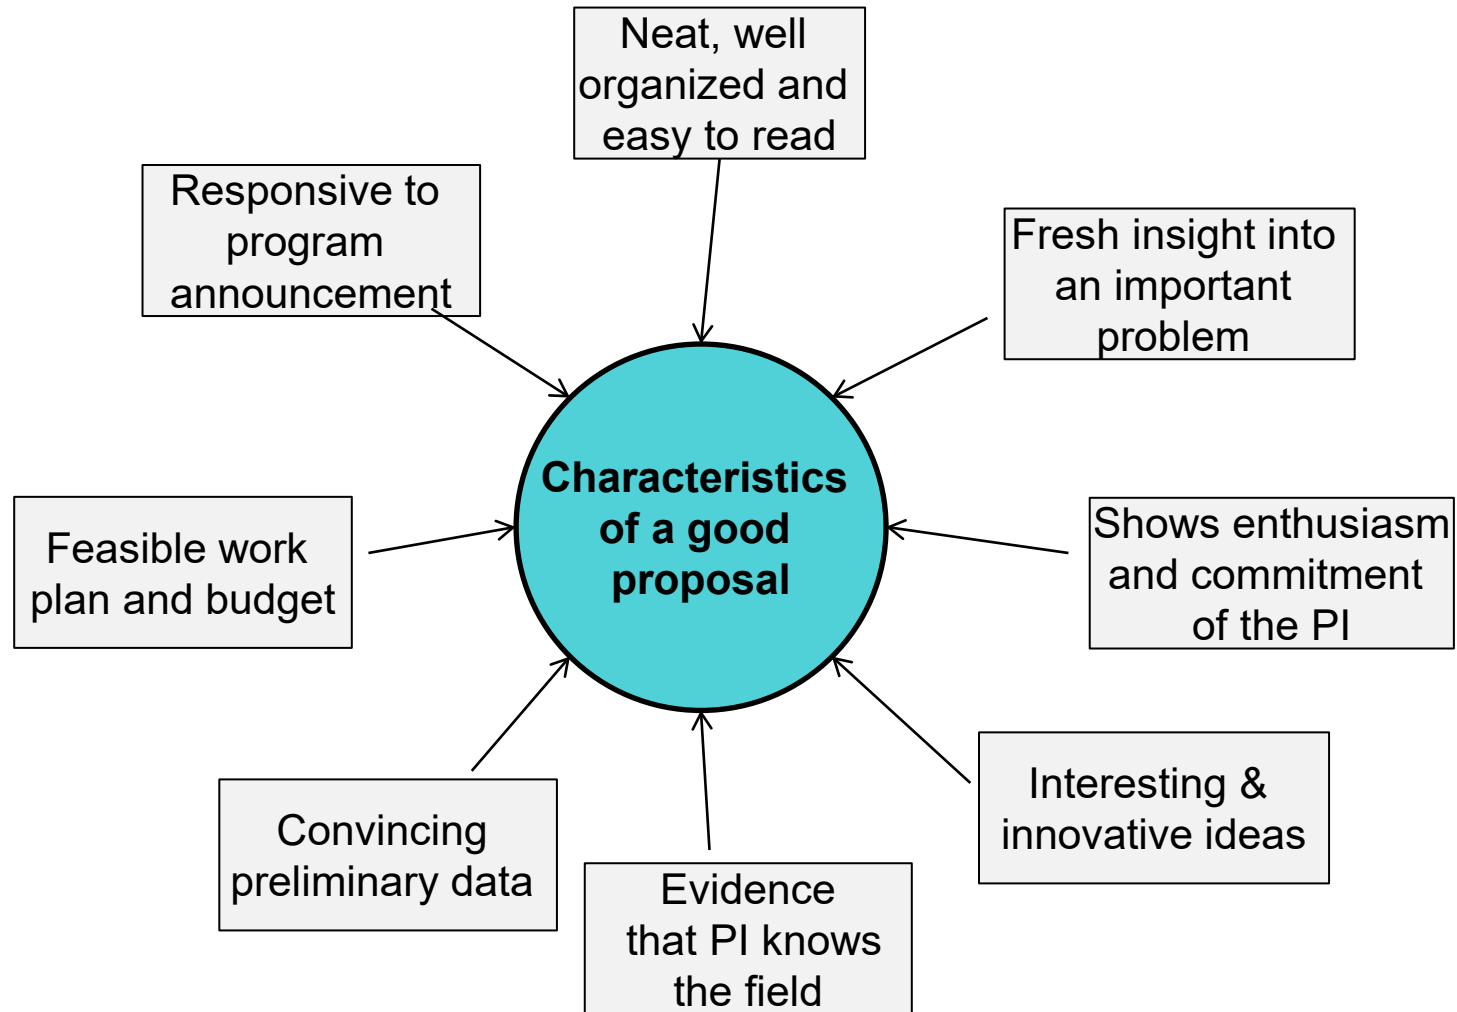 Neat, well
organized and
easy to read
Responsive to
program
announcement
Fresh insight into
an important
problem
Characteristics
of a good
proposal
Feasible work
plan and budget
Shows enthusiasm
and commitment
of the PI
Convincing
preliminary data
Interesting &
innovative ideas
Evidence
that PI knows
the field